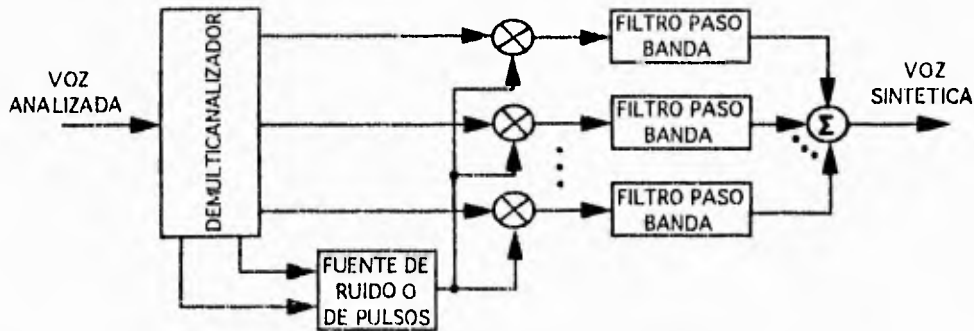 VOZ
ANALIZADA
DEMULTICANALIZADOR
FILTRO PASO
BANDA
FILTRO PASO
BANDA
FILTRO PASO
BANDA
Σ
VOZ
SINTETICA
FUENTE DE
RUIDO O
DE PULSOS